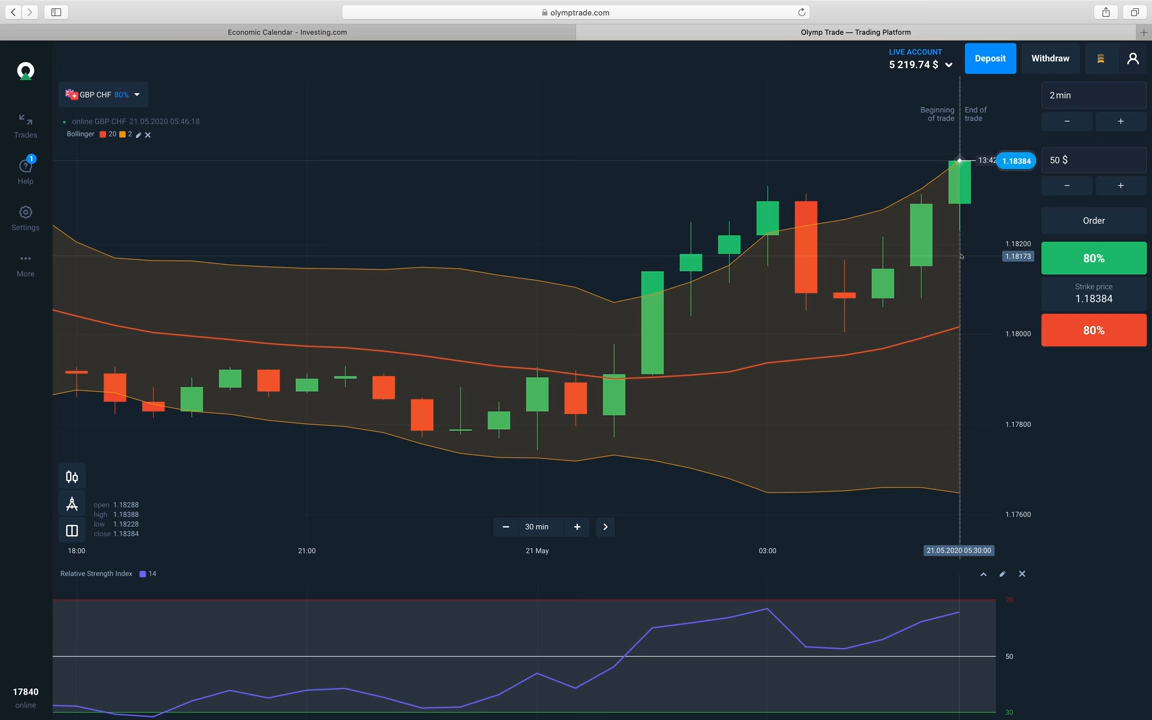 olymptrade.com
Economic Calendar - Investing.com
Olymp Trade — Trading Platform
LIVE ACCOUNT
5 219.74 $
Deposit
Withdraw
GBP CHF 80%
2 min
Beginning of trade
End of trade
online GBP CHF 21.05.2020 05:46:18
Bollinger 20 2
Trades
1
Help
13:42
1.18384
50 $
Settings
Order
More
1.18200
1.18173
80%
Strike price
1.18384
80%
1.18000
1.17800
open 1.18288
high 1.18388
low 1.18228
close 1.18384
1.17600
30 min
18:00
21:00
21 May
03:00
21.05.2020 05:30:00
Relative Strength Index 14
70
50
30
17840
online